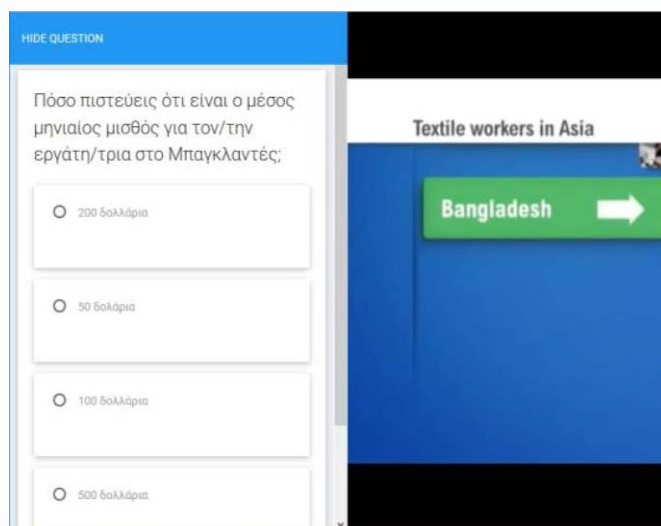 HIDE QUESTION
Πόσο πιστεύεις ότι είναι ο μέσος
μηνιαίος μισθός για τον/την
εργάτη/τρια στο Μπαγκλαντές;
200 δολλάρια
50 δολάρια
100 δολλάρια
500 δολλάρια
Textile workers in Asia
Bangladesh